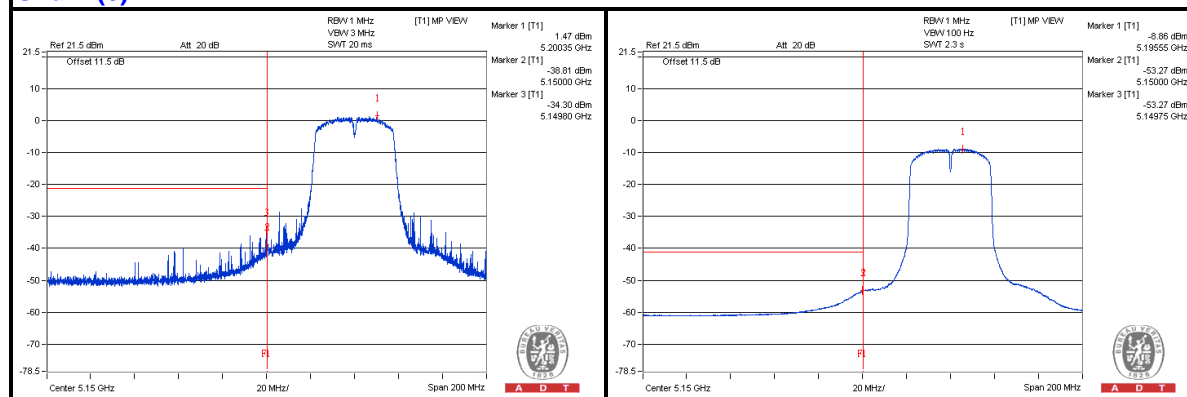 RBW 1 MHz [T1] MP VIEW
VBW 3 MHz
Ref 21.5 dBm Att 20 dB SWT 20 ms
Marker 1 [T1]
1.47 dBm
5.20035 GHz
Marker 2 [T1]
-38.81 dBm
5.15000 GHz
Marker 3 [T1]
-34.30 dBm
5.14980 GHz
21.5
Offset 11.5 dB
10
0
-10
-20
-30
-40
-50
-60
-70
-78.5
1
3
2
F1
Center 5.15 GHz 20 MHz/ Span 200 MHz
BUREAU VERITAS
1828
A D T
RBW 1 MHz [T1] MP VIEW
VBW 100 Hz
Ref 21.5 dBm Att 20 dB SWT 2.3 s
Marker 1 [T1]
-8.86 dBm
5.19555 GHz
Marker 2 [T1]
-53.27 dBm
5.15000 GHz
Marker 3 [T1]
-53.27 dBm
5.14975 GHz
21.5
Offset 11.5 dB
10
0
-10
-20
-30
-40
-50
-60
-70
-78.5
1
F1
Center 5.15 GHz 20 MHz/ Span 200 MHz
BUREAU VERITAS
1828
A D T